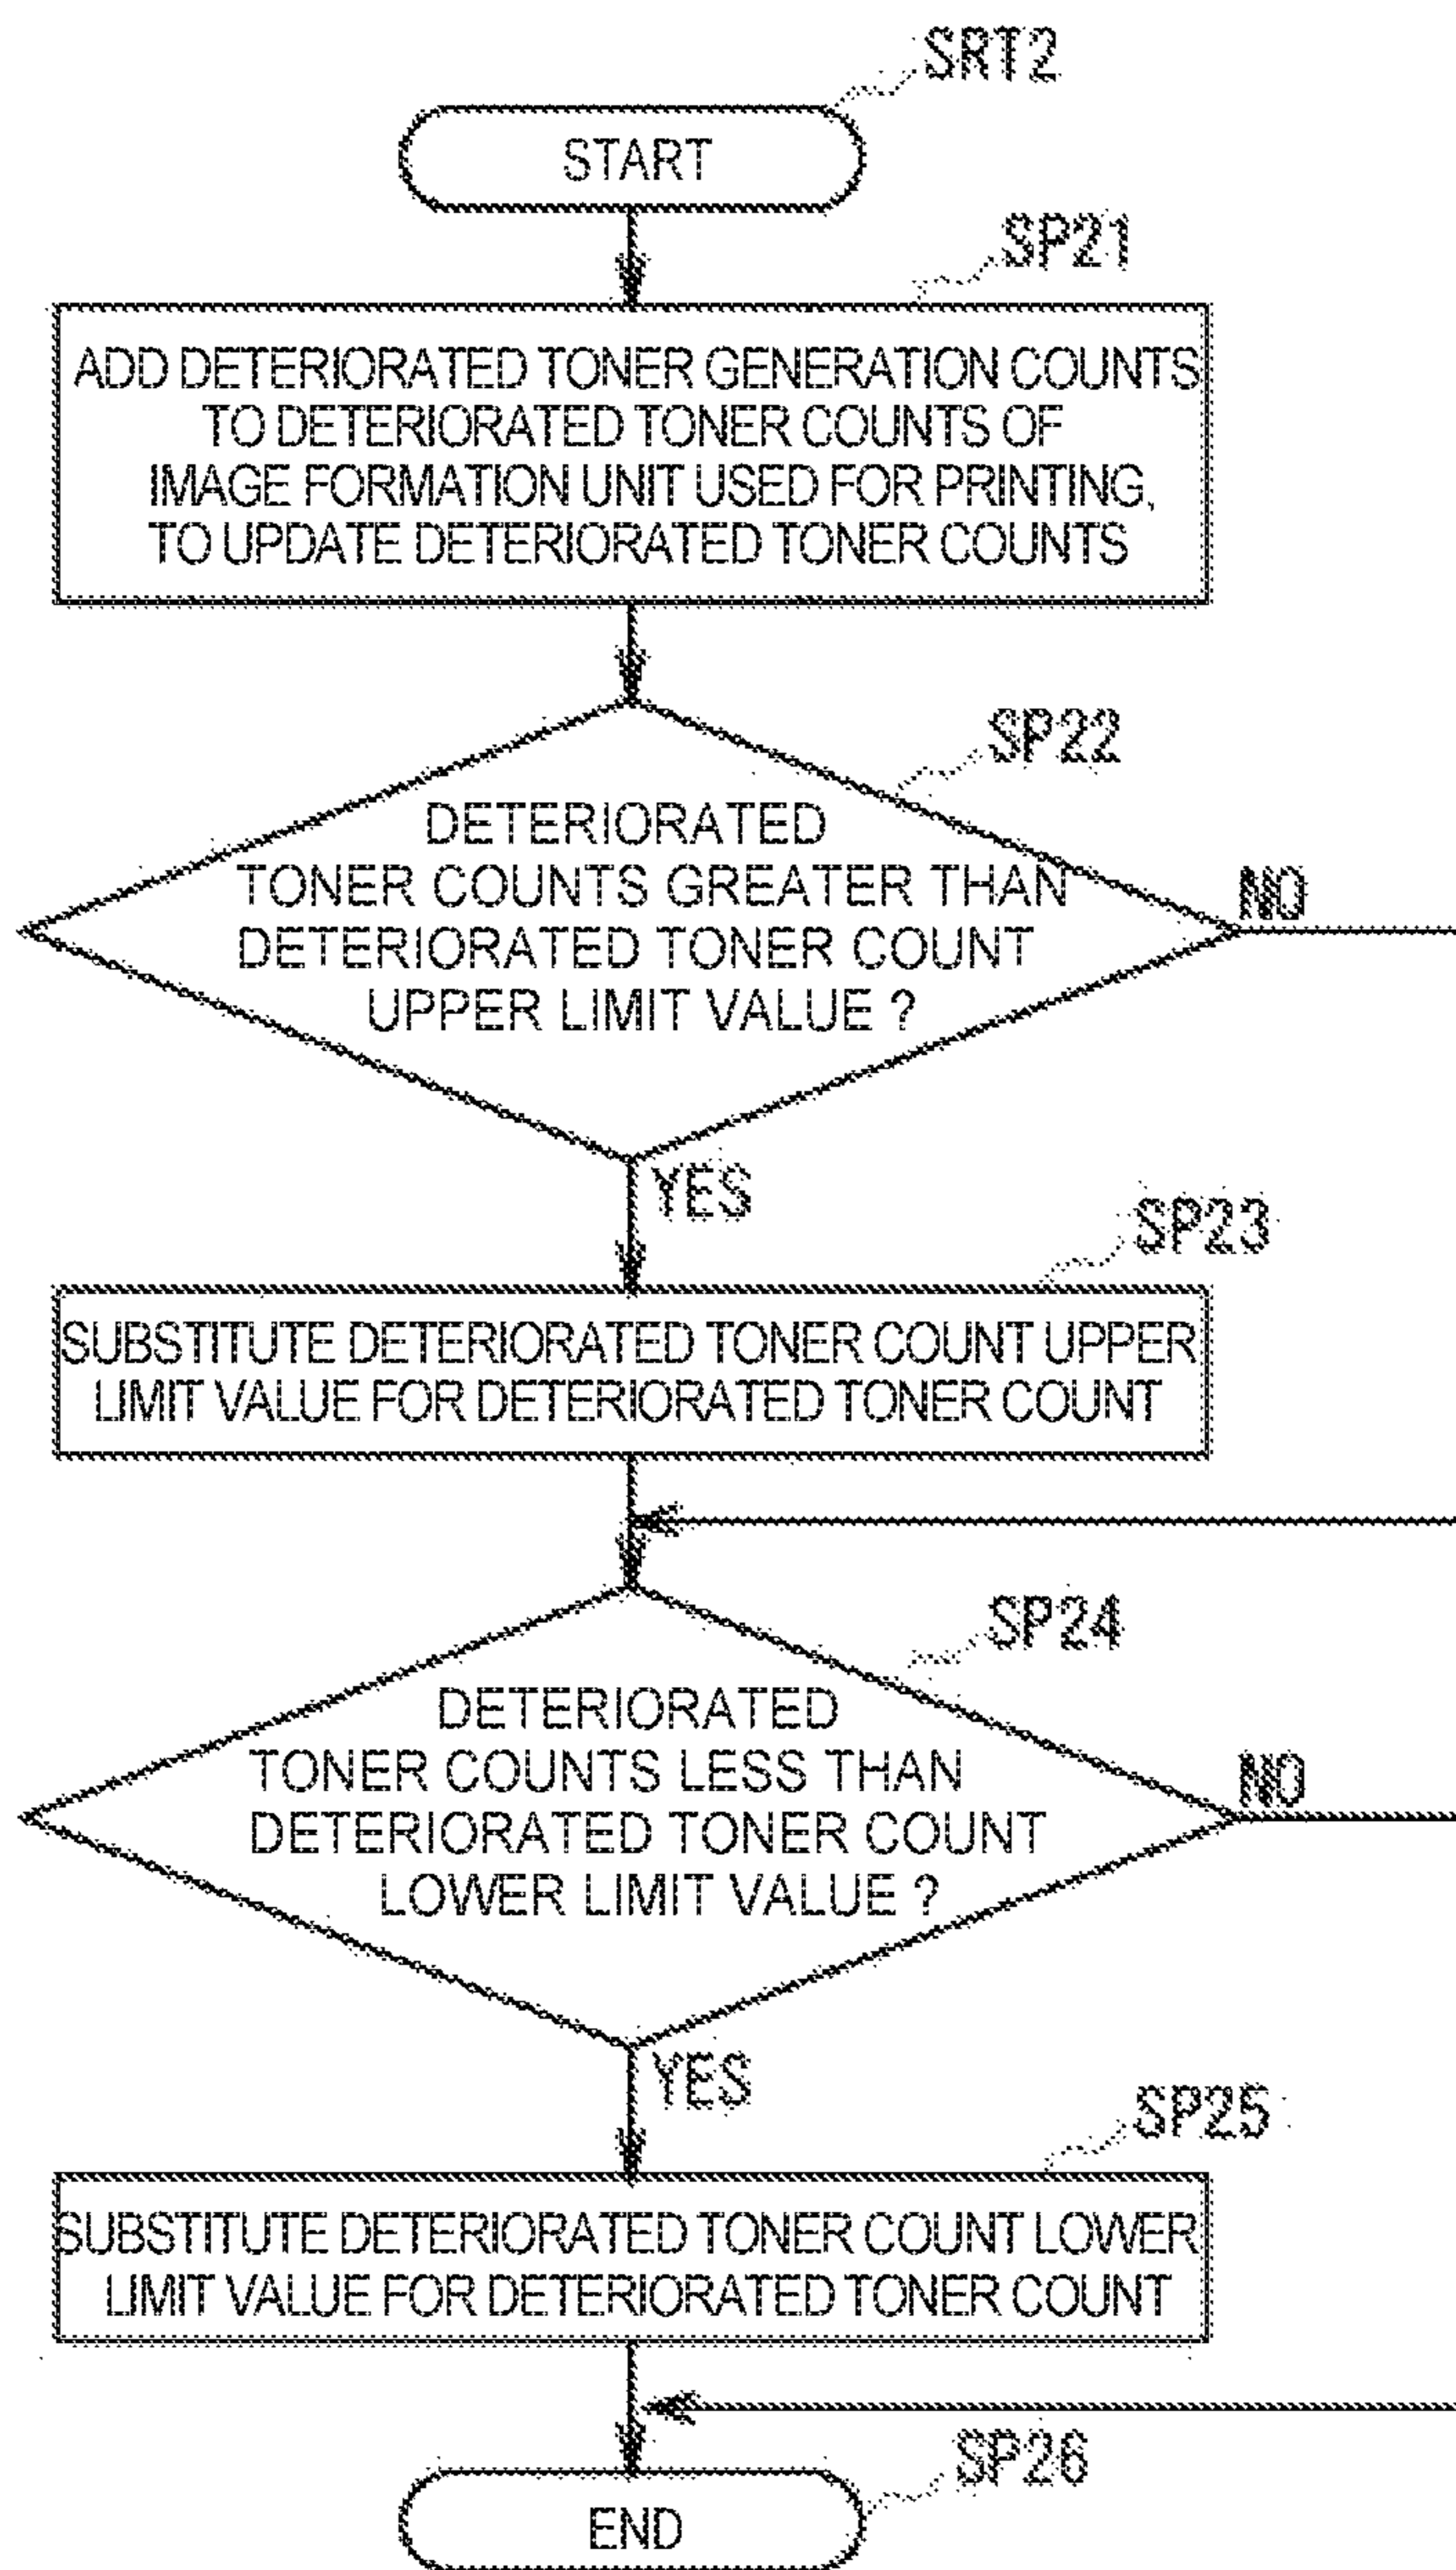 SRT2
START
SP21
ADD DETERIORATED TONER GENERATION COUNTS
TO DETERIORATED TONER COUNTS OF
IMAGE FORMATION UNIT USED FOR PRINTING,
TO UPDATE DETERIORATED TONER COUNTS
SP22
DETERIORATED
TONER COUNTS GREATER THAN
DETERIORATED TONER COUNT
UPPER LIMIT VALUE ?
NO
YES
SP23
SUBSTITUTE DETERIORATED TONER COUNT UPPER
LIMIT VALUE FOR DETERIORATED TONER COUNT
SP24
DETERIORATED
TONER COUNTS LESS THAN
DETERIORATED TONER COUNT
LOWER LIMIT VALUE ?
NO
YES
SP25
SUBSTITUTE DETERIORATED TONER COUNT LOWER
LIMIT VALUE FOR DETERIORATED TONER COUNT
SP26
END